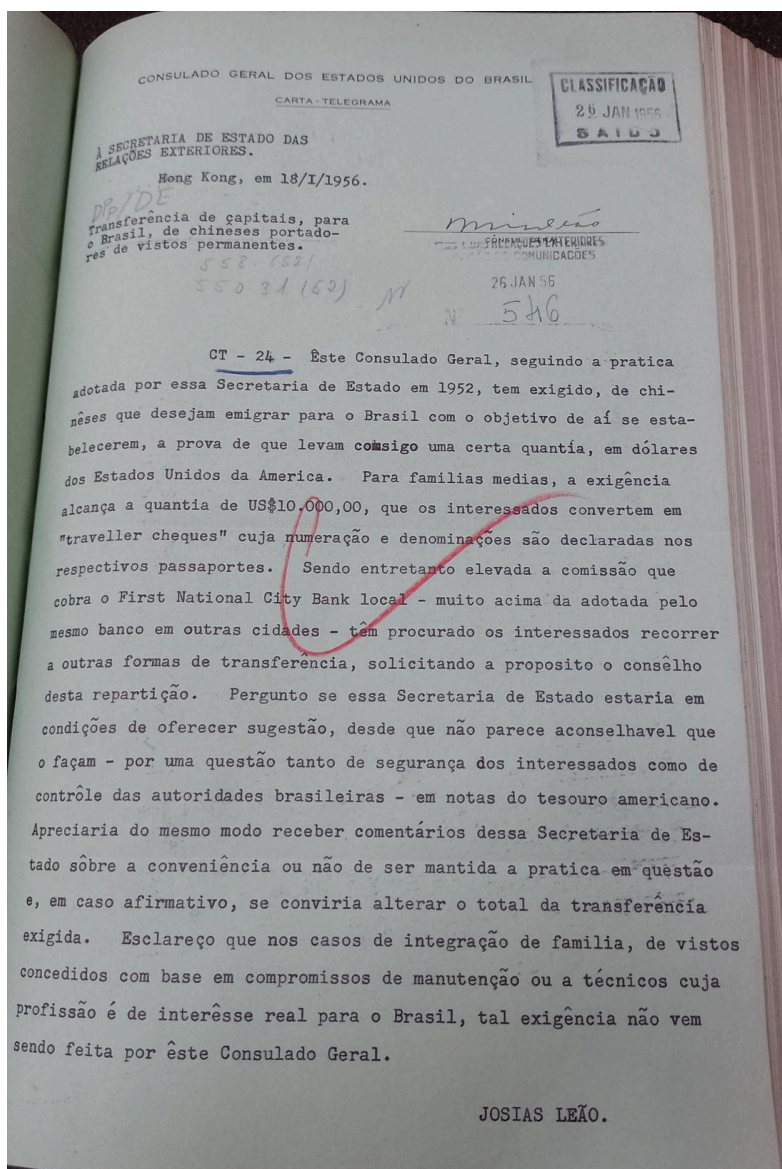 CONSULADO GERAL DOS ESTADOS UNIDOS DO BRASIL
CARTA-TELEGRAMA
CLASSIFICAÇÃO
26 JAN 1956
SAIDO
À SECRETARIA DE ESTADO DAS
RELAÇÕES EXTERIORES.
Hong Kong, em 18/I/1956.
DPp/DE
Transferência de capitais, para
o Brasil, de chinêses portado-
res de vistos permanentes.
558 (52)
550 31 (52)
EXTERIORES
COMUNICAÇÕES
26 JAN 56
N. 546
CT - 24 - Êste Consulado Geral, seguindo a pratica
adotada por essa Secretaria de Estado em 1952, tem exigido, de chi-
nêses que desejam emigrar para o Brasil com o objetivo de aí se esta-
belecerem, a prova de que levam comsigo uma certa quantía, em dólares
dos Estados Unidos da America. Para familias medias, a exigência
alcança a quantia de US$10.000,00, que os interessados convertem em
"traveller cheques" cuja numeração e denominações são declaradas nos
respectivos passaportes. Sendo entretanto elevada a comissão que
cobra o First National City Bank local - muito acima da adotada pelo
mesmo banco em outras cidades - têm procurado os interessados recorrer
a outras formas de transferência, solicitando a proposito o consêlho
desta repartição. Pergunto se essa Secretaria de Estado estaria em
condições de oferecer sugestão, desde que não parece aconselhavel que
o façam - por uma questão tanto de segurança dos interessados como de
contrôle das autoridades brasileiras - em notas do tesouro americano.
Apreciaria do mesmo modo receber comentários dessa Secretaria de Es-
tado sôbre a conveniência ou não de ser mantida a pratica em questão
e, em caso afirmativo, se conviria alterar o total da transferência
exigida. Esclareço que nos casos de integração de familia, de vistos
concedidos com base em compromissos de manutenção ou a técnicos cuja
profissão é de interêsse real para o Brasil, tal exigência não vem
sendo feita por êste Consulado Geral.
JOSIAS LEÃO.